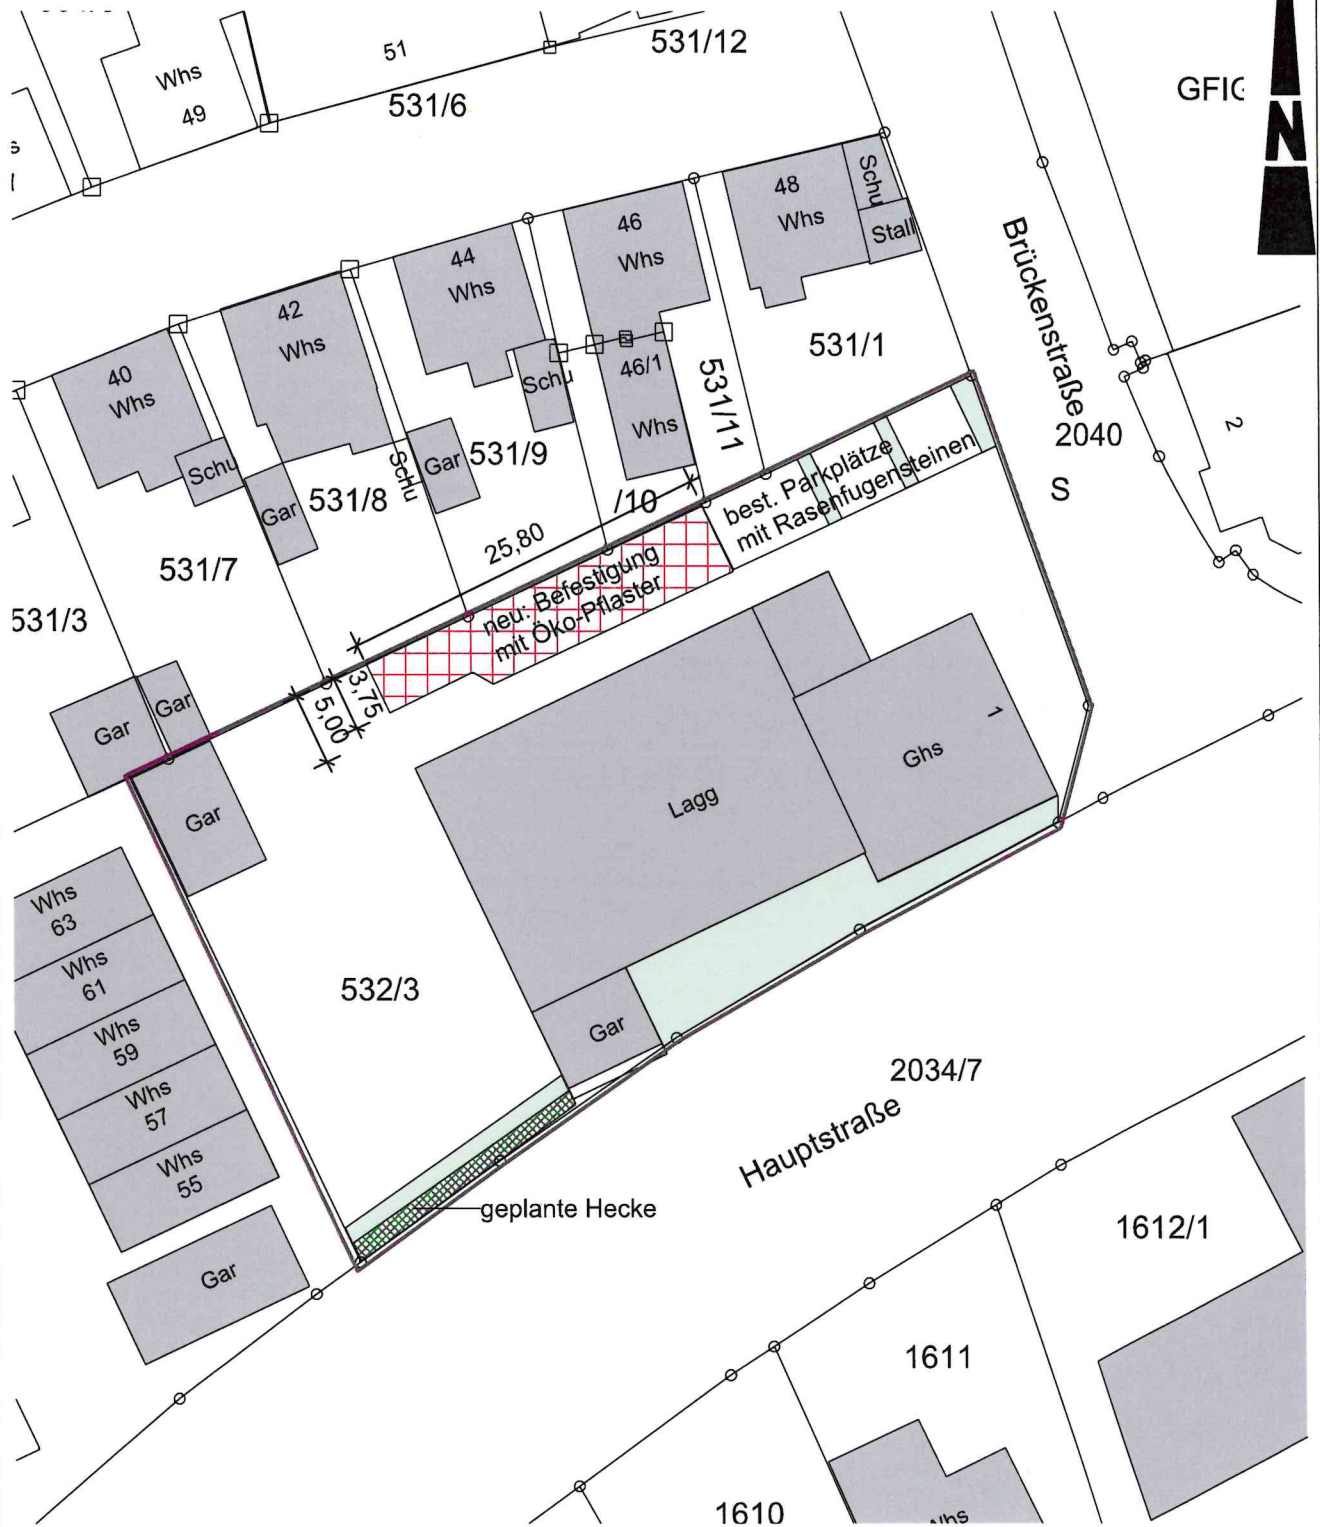 51
531/12
Whs
49
531/6
GFIG
N
48
Whs
Schu
Stall
46
Whs
44
Whs
42
Whs
40
Whs
Brückenstraße
2040
S
2
531/1
46/1
Whs
531/11
Schu
531/9
Gar
Schu
531/8
Schu
Gar
531/7
531/3
/10
25,80
best. Parkplätze
mit Rasenfugensteinen
neu: Befestigung
mit Öko-Pflaster
3,75
5,00
Gar
Gar
Gar
1
Ghs
Lagg
Whs
63
Whs
61
Whs
59
Whs
57
Whs
55
Gar
532/3
Gar
2034/7
Hauptstraße
geplante Hecke
1612/1
1611
1610
Whs